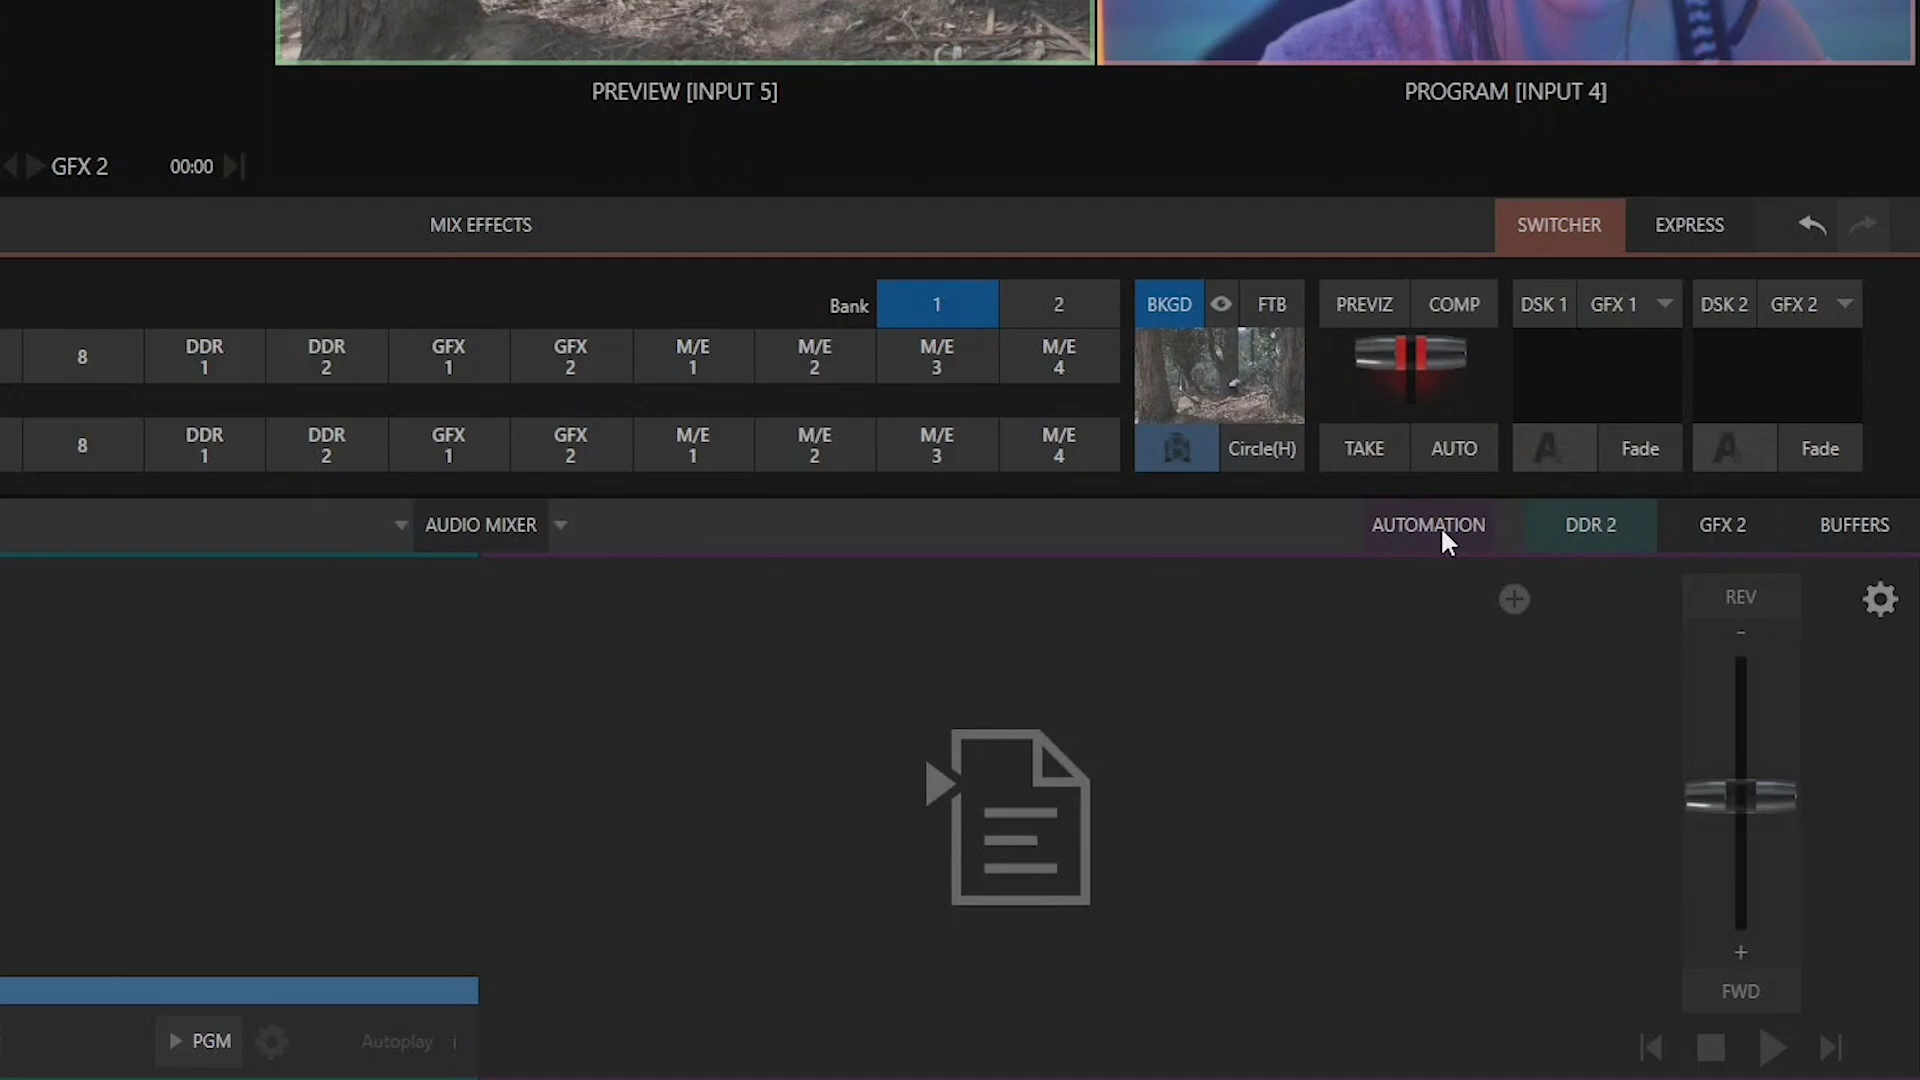 PREVIEW [INPUT 5]
PROGRAM [INPUT 4]
GFX 2 00:00
MIX EFFECTS
SWITCHER
EXPRESS
Bank 1 2
BKGD
FTB
PREVIZ
COMP
DSK 1
GFX 1
DSK 2
GFX 2
8
DDR
1
DDR
2
GFX
1
GFX
2
M/E
1
M/E
2
M/E
3
M/E
4
8
DDR
1
DDR
2
GFX
1
GFX
2
M/E
1
M/E
2
M/E
3
M/E
4
Circle(H)
TAKE
AUTO
A
Fade
A
Fade
AUDIO MIXER
AUTOMATION
DDR 2
GFX 2
BUFFERS
REV
-
+
FWD
PGM
Autoplay